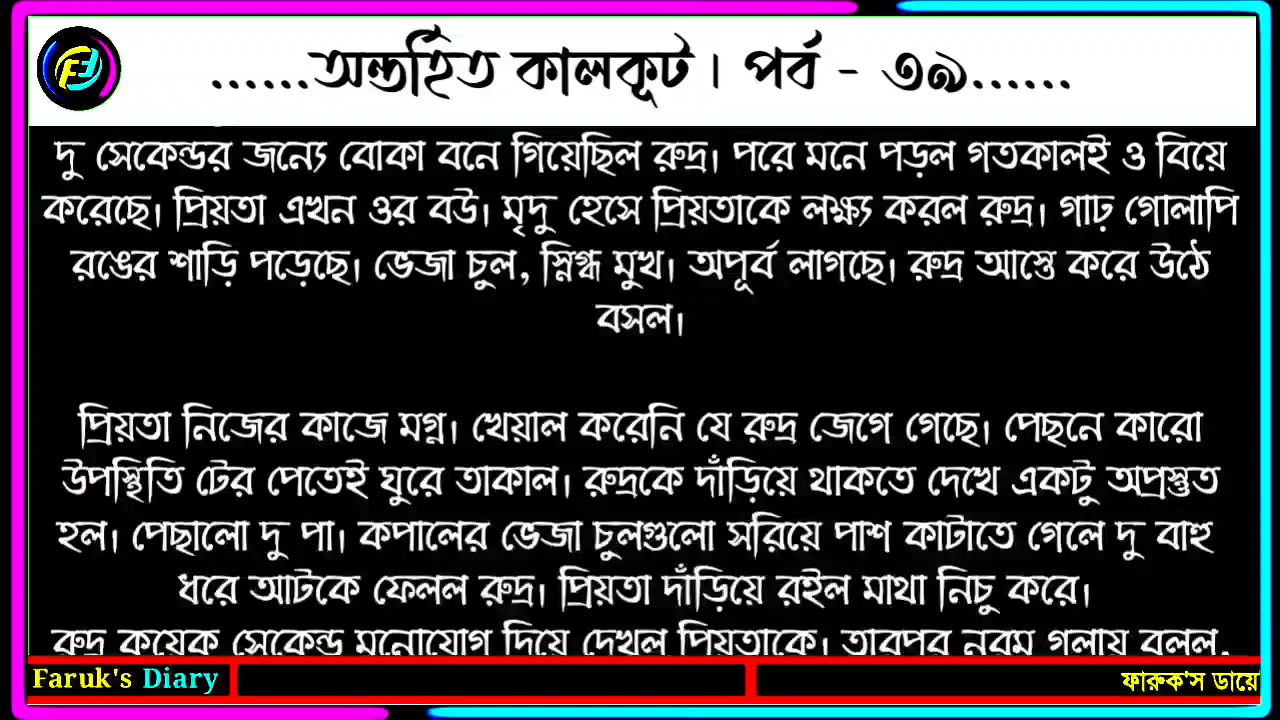 ......অন্তর্হিত কালকূট। পর্ব - ৩৯......
দু সেকেন্ডর জন্যে বোকা বনে গিয়েছিল রুদ্র। পরে মনে পড়ল গতকালই ও বিয়ে
করেছে। প্রিয়তা এখন ওর বউ। মৃদু হেসে প্রিয়তাকে লক্ষ্য করল রুদ্র। গাঢ় গোলাপি
রঙের শাড়ি পড়েছে। ভেজা চুল, স্নিগ্ধ মুখ। অপূর্ব লাগছে। রুদ্র আস্তে করে উঠে
বসল।
প্রিয়তা নিজের কাজে মগ্ন। খেয়াল করেনি যে রুদ্র জেগে গেছে। পেছনে কারো
উপস্থিতি টের পেতেই ঘুরে তাকাল। রুদ্রকে দাঁড়িয়ে থাকতে দেখে একটু অপ্রস্তুত
হল। পেছালো দু পা। কপালের ভেজা চুলগুলো সরিয়ে পাশ কাটাতে গেলে দু বাহু
ধরে আটকে ফেলল রুদ্র। প্রিয়তা দাঁড়িয়ে রইল মাথা নিচু করে।
রুদ্র কয়েক সেকেন্ড মনোযোগ দিয়ে দেখল প্রিয়তাকে। তারপর নরম গলায় বলল,
Faruk's Diary
ফারুক'স ডায়ে